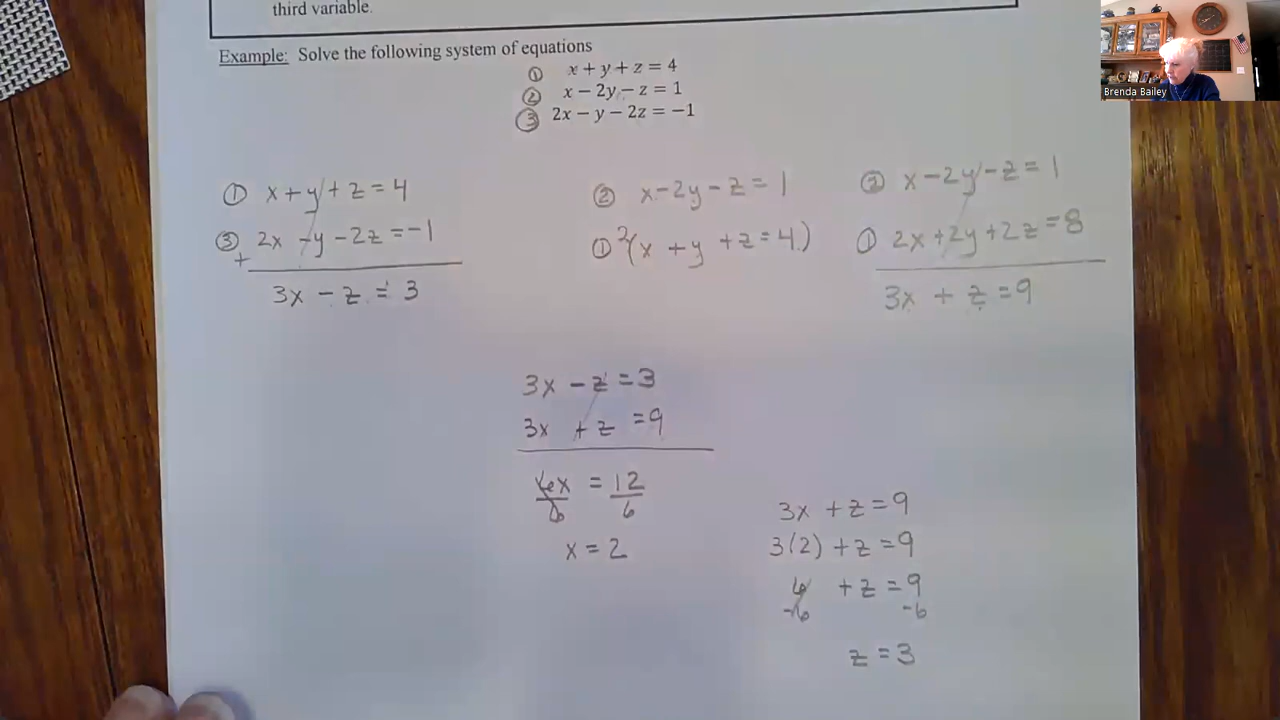 third variable.
Example: Solve the following system of equations
① x + y + z = 4
② x − 2y − z = 1
③ 2x − y − 2z = −1
① x + y + z = 4
③ 2x − y − 2z = −1
+
3x − z = 3
② x − 2y − z = 1
① 2(x + y + z = 4)
② x − 2y − z = 1
① 2x + 2y + 2z = 8
3x + z = 9
3x − z = 3
3x + z = 9
6x = 12
6 6
x = 2
3x + z = 9
3(2) + z = 9
6 + z = 9
−6 −6
z = 3
Brenda Bailey